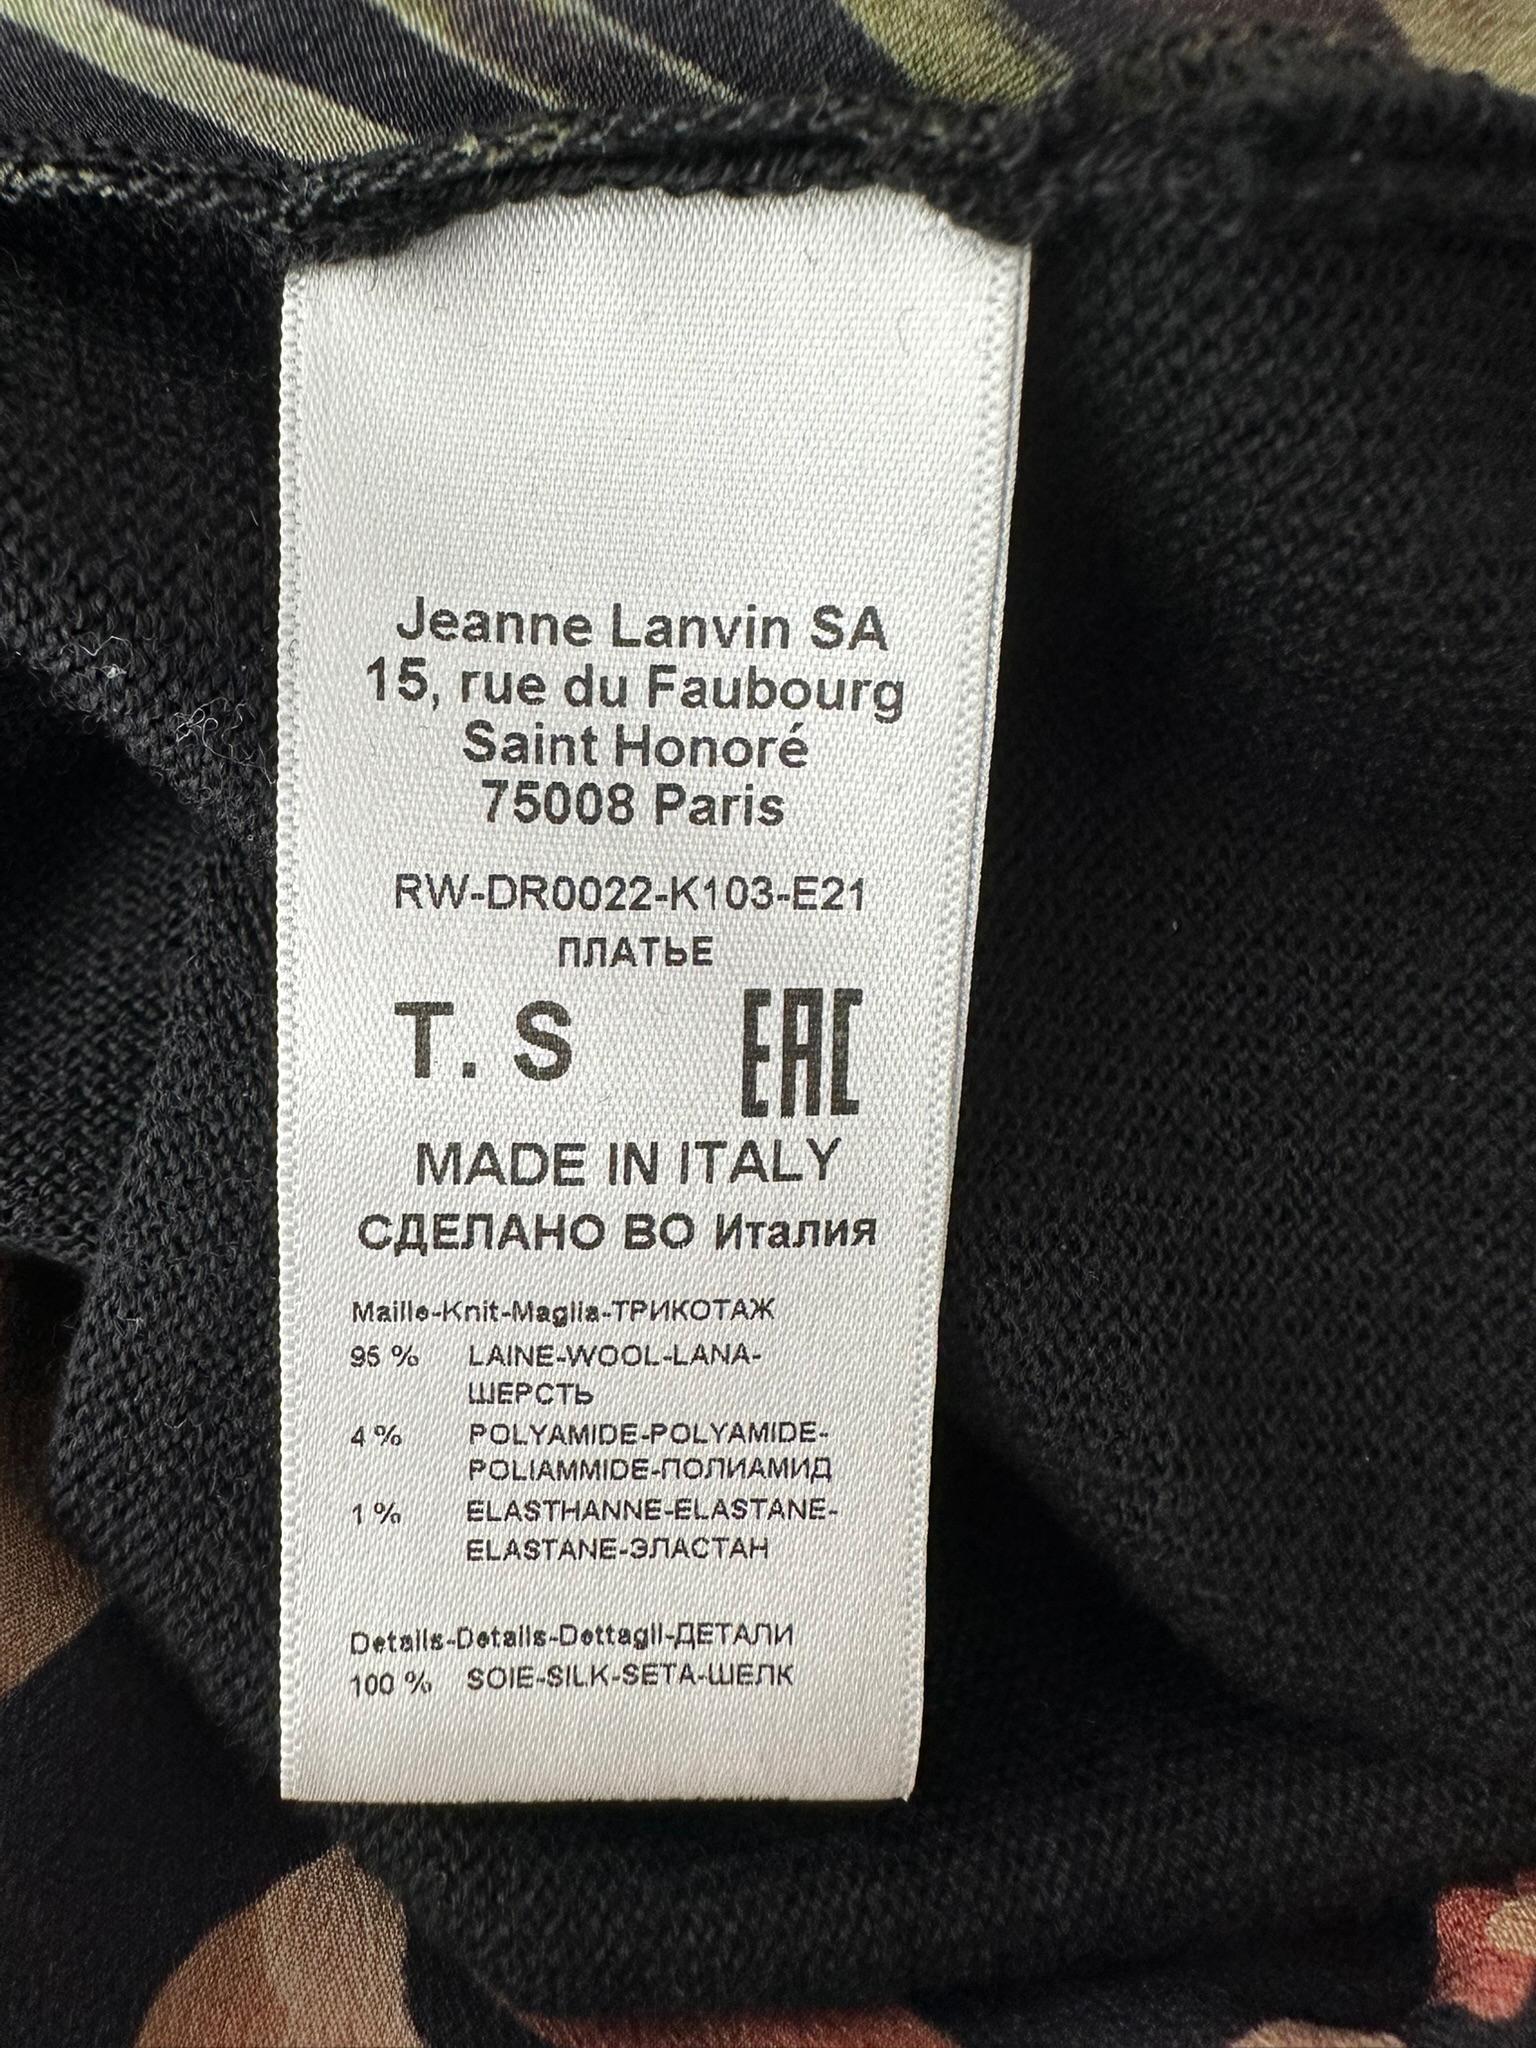 Jeanne Lanvin SA
15, rue du Faubourg
Saint Honoré
75008 Paris
RW-DR0022-K103-E21
ПЛАТЬЕ
T. S EAC
MADE IN ITALY
СДЕЛАНО ВО Италия
Maille-Knit-Maglia-ТРИКОТАЖ
95 % LAINE-WOOL-LANA-
ШЕРСТЬ
4 % POLYAMIDE-POLYAMIDE-
POLIAMMIDE-ПОЛИАМИД
1 % ELASTHANNE-ELASTANE-
ELASTANE-ЭЛАСТАН
Details-Details-Dettagli-ДЕТАЛИ
100 % SOIE-SILK-SETA-ШЕЛК